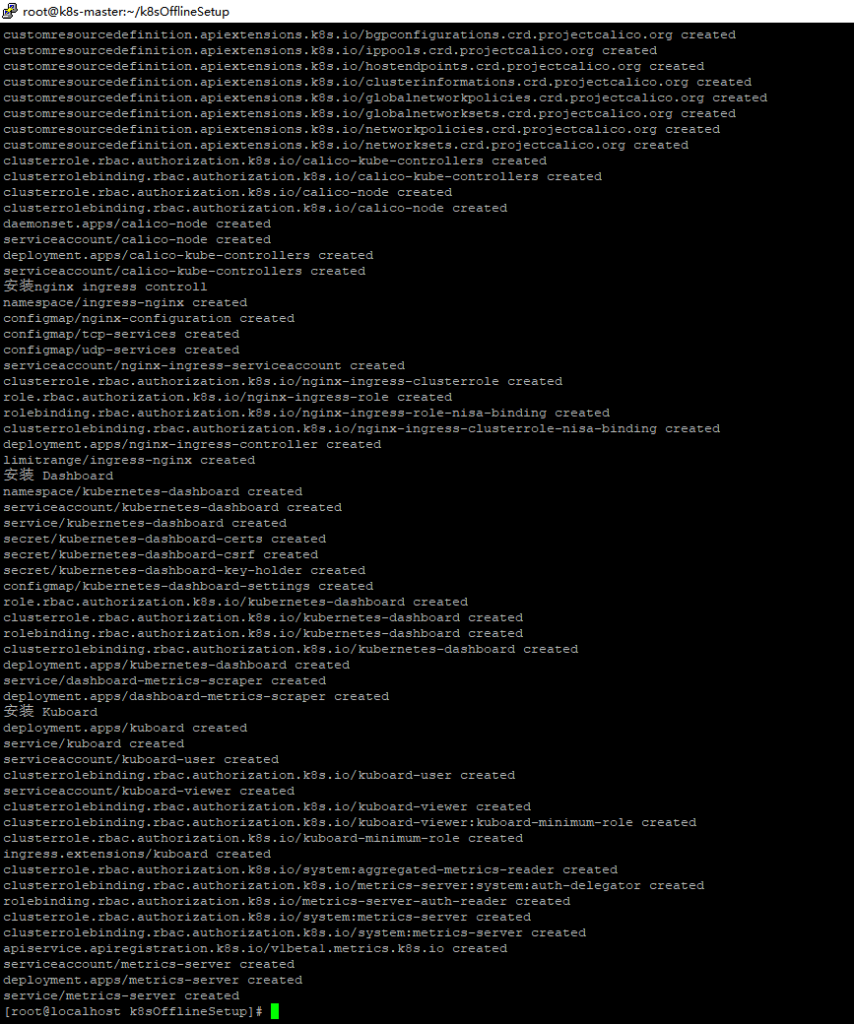 root@k8s-master:~/k8sOfflineSetup
customresourcedefinition.apiextensions.k8s.io/bgpconfigurations.crd.projectcalico.org created
customresourcedefinition.apiextensions.k8s.io/ippools.crd.projectcalico.org created
customresourcedefinition.apiextensions.k8s.io/hostendpoints.crd.projectcalico.org created
customresourcedefinition.apiextensions.k8s.io/clusterinformations.crd.projectcalico.org created
customresourcedefinition.apiextensions.k8s.io/globalnetworkpolicies.crd.projectcalico.org created
customresourcedefinition.apiextensions.k8s.io/globalnetworksets.crd.projectcalico.org created
customresourcedefinition.apiextensions.k8s.io/networkpolicies.crd.projectcalico.org created
customresourcedefinition.apiextensions.k8s.io/networksets.crd.projectcalico.org created
clusterrole.rbac.authorization.k8s.io/calico-kube-controllers created
clusterrolebinding.rbac.authorization.k8s.io/calico-kube-controllers created
clusterrole.rbac.authorization.k8s.io/calico-node created
clusterrolebinding.rbac.authorization.k8s.io/calico-node created
daemonset.apps/calico-node created
serviceaccount/calico-node created
deployment.apps/calico-kube-controllers created
serviceaccount/calico-kube-controllers created
安装nginx ingress controll
namespace/ingress-nginx created
configmap/nginx-configuration created
configmap/tcp-services created
configmap/udp-services created
serviceaccount/nginx-ingress-serviceaccount created
clusterrole.rbac.authorization.k8s.io/nginx-ingress-clusterrole created
role.rbac.authorization.k8s.io/nginx-ingress-role created
rolebinding.rbac.authorization.k8s.io/nginx-ingress-role-nisa-binding created
clusterrolebinding.rbac.authorization.k8s.io/nginx-ingress-clusterrole-nisa-binding created
deployment.apps/nginx-ingress-controller created
limitrange/ingress-nginx created
安装 Dashboard
namespace/kubernetes-dashboard created
serviceaccount/kubernetes-dashboard created
service/kubernetes-dashboard created
secret/kubernetes-dashboard-certs created
secret/kubernetes-dashboard-csrf created
secret/kubernetes-dashboard-key-holder created
configmap/kubernetes-dashboard-settings created
role.rbac.authorization.k8s.io/kubernetes-dashboard created
clusterrole.rbac.authorization.k8s.io/kubernetes-dashboard created
rolebinding.rbac.authorization.k8s.io/kubernetes-dashboard created
clusterrolebinding.rbac.authorization.k8s.io/kubernetes-dashboard created
deployment.apps/kubernetes-dashboard created
service/dashboard-metrics-scraper created
deployment.apps/dashboard-metrics-scraper created
安装 Kuboard
deployment.apps/kuboard created
service/kuboard created
serviceaccount/kuboard-user created
clusterrolebinding.rbac.authorization.k8s.io/kuboard-user created
serviceaccount/kuboard-viewer created
clusterrolebinding.rbac.authorization.k8s.io/kuboard-viewer created
clusterrolebinding.rbac.authorization.k8s.io/kuboard-viewer:kuboard-minimum-role created
clusterrole.rbac.authorization.k8s.io/kuboard-minimum-role created
ingress.extensions/kuboard created
clusterrole.rbac.authorization.k8s.io/system:aggregated-metrics-reader created
clusterrolebinding.rbac.authorization.k8s.io/metrics-server:system:auth-delegator created
rolebinding.rbac.authorization.k8s.io/metrics-server-auth-reader created
clusterrole.rbac.authorization.k8s.io/system:metrics-server created
clusterrolebinding.rbac.authorization.k8s.io/system:metrics-server created
apiservice.apiregistration.k8s.io/v1beta1.metrics.k8s.io created
serviceaccount/metrics-server created
deployment.apps/metrics-server created
service/metrics-server created
[root@localhost k8sOfflineSetup]#